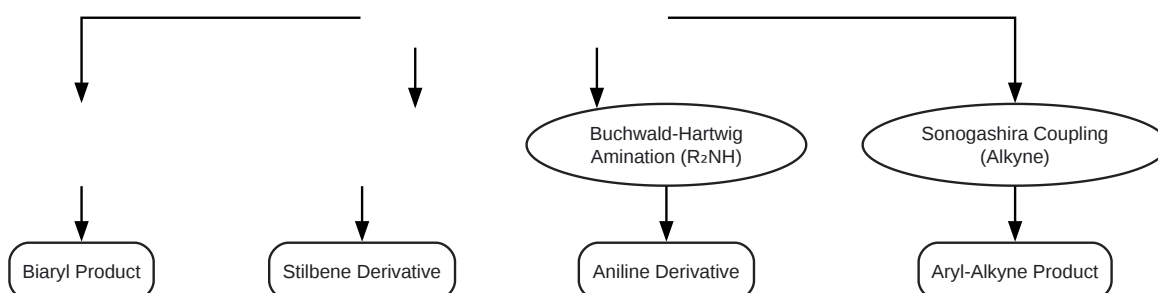 Buchwald-Hartwig
Amination (R₂NH)
Sonogashira Coupling
(Alkyne)
Biaryl Product
Stilbene Derivative
Aniline Derivative
Aryl-Alkyne Product